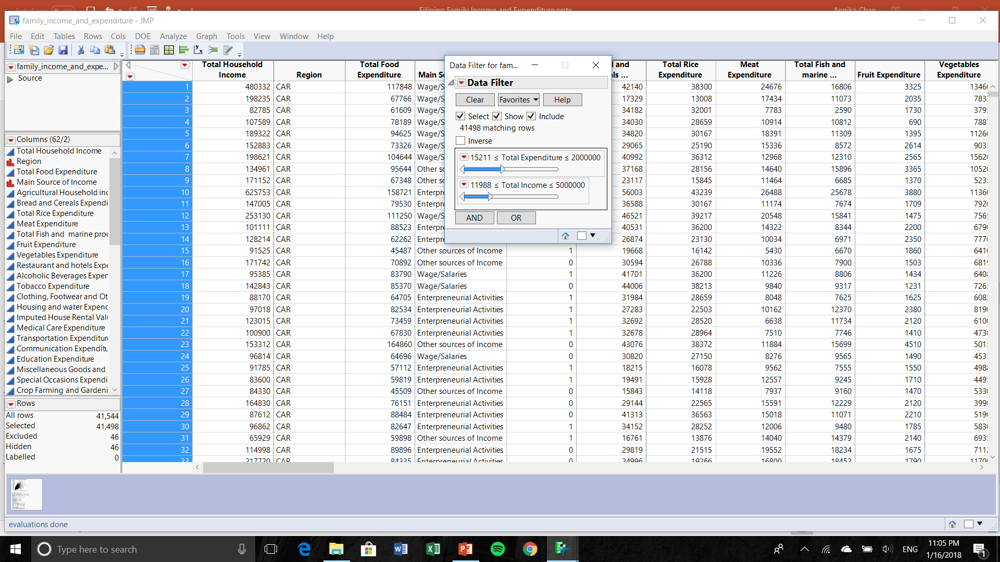 Filipino Family Income and Expenditure.pptx
Annika Chan
family_income_and_expenditure - JMP
File Edit Tables Rows Cols DOE Analyze Graph Tools View Window Help
family_income_and_expe...
Source
Columns (62/2)
Total Household Income
Region
Total Food Expenditure
Main Source of Income
Agricultural Household
Bread and Cereals Expendi
Total Rice Expenditure
Meat Expenditure
Total Fish and marine
Fruit Expenditure
Vegetables Expenditure
Restaurant and hotels Exp
Alcoholic Beverages Exper
Tobacco Expenditure
Clothing, Footwear and Ot
Housing and water Expenc
Imputed House Rental Val
Medical Care Expenditure
Transportation Expenditur
Communication Expenditu
Education Expenditure
Miscellaneous Goods and
Special Occasions Expendi
Crop Farming and Gardeni
Rows
All rows 41,544
Selected 41,498
Excluded 46
Hidden 46
Labelled 0
Total Household Income Region Total Food Expenditure Main S and ls ... Total Rice Expenditure Meat Expenditure Total Fish and marine ... Fruit Expenditure Vegetables Expenditure
1 480332 CAR 117848 Wage/S 42140 38300 24676 16806 3325 1346
2 198235 CAR 67766 Wage/S 17329 13008 17434 11073 2035 783
3 82785 CAR 61609 Wage/S 34182 32001 7783 2590 1730 379
4 107589 CAR 78189 Wage/S 34030 28659 10914 10812 690 788
5 189322 CAR 94625 Wage/S 34820 30167 18391 11309 1395 1126
6 152883 CAR 73326 Wage/S 29065 25190 15336 8572 2614 903
7 198621 CAR 104644 Wage/S 40992 36312 12968 12310 2565 1562
8 134961 CAR 95644 Other so 37168 28156 14640 15896 3365 1052
9 171152 CAR 67348 Other so 23117 15845 11464 6685 1370 523
10 625753 CAR 158721 Enterpr 56003 43239 26488 25678 3880 1136
11 147005 CAR 79530 Enterpr 36588 30167 11174 7674 1709 792
12 253130 CAR 111250 Wage/S 46521 39217 20548 15841 1475 756
13 101111 CAR 88523 Enterpr 40531 36200 14322 8344 2200 679
14 128214 CAR 62262 Enterpr 26874 23130 10034 6971 2350 777
15 91525 CAR 45487 Other sources of Income 1 19668 16142 5430 6670 1860 641
16 171742 CAR 70892 Other sources of Income 0 30594 26788 10336 7900 1503 681
17 95385 CAR 83790 Wage/Salaries 1 41701 36200 11226 8806 1434 640
18 142843 CAR 85370 Wage/Salaries 0 44006 38213 9840 9317 1231 726
19 88170 CAR 64705 Enterpreneurial Activities 1 31984 28659 8048 7625 1625 608
20 97018 CAR 82534 Enterpreneurial Activities 1 27283 22503 10162 12370 2380 819
21 123015 CAR 73459 Enterpreneurial Activities 1 32692 28520 6638 11734 2120 610
22 100900 CAR 67830 Enterpreneurial Activities 1 32678 28964 7510 7746 1410 473
23 153312 CAR 164860 Other sources of Income 0 43076 38372 11884 15699 4510 501
24 96814 CAR 64696 Wage/Salaries 0 30820 27150 8276 9565 1490 453
25 91785 CAR 57112 Enterpreneurial Activities 1 18215 16078 9562 7555 1550 498
26 83600 CAR 59819 Enterpreneurial Activities 1 19491 15928 12557 9245 1710 449
27 84330 CAR 45509 Other sources of Income 0 15843 14118 7937 9160 1470 533
28 164830 CAR 76151 Enterpreneurial Activities 0 29144 22565 15591 12229 2120 399
29 87612 CAR 88484 Enterpreneurial Activities 0 41313 36563 15018 11071 2210 519
30 96862 CAR 82647 Enterpreneurial Activities 1 34152 28252 12006 9480 1785 583
31 65929 CAR 59898 Other sources of Income 1 16761 13876 14040 14379 2140 693
32 114998 CAR 89896 Enterpreneurial Activities 0 29819 21515 19552 18234 1675 711
33 217720 CAR 84335 Enterpreneurial Activities 0 24996 19266 16800 18452 1790 1170
Data Filter for fam...
Data Filter
Clear Favorites Help
Select Show Include
41498 matching rows
Inverse
15211 ≤ Total Expenditure ≤ 2000000
11988 ≤ Total Income ≤ 5000000
AND OR
evaluations done
Type here to search
ENG
11:05 PM
1/16/2018
1